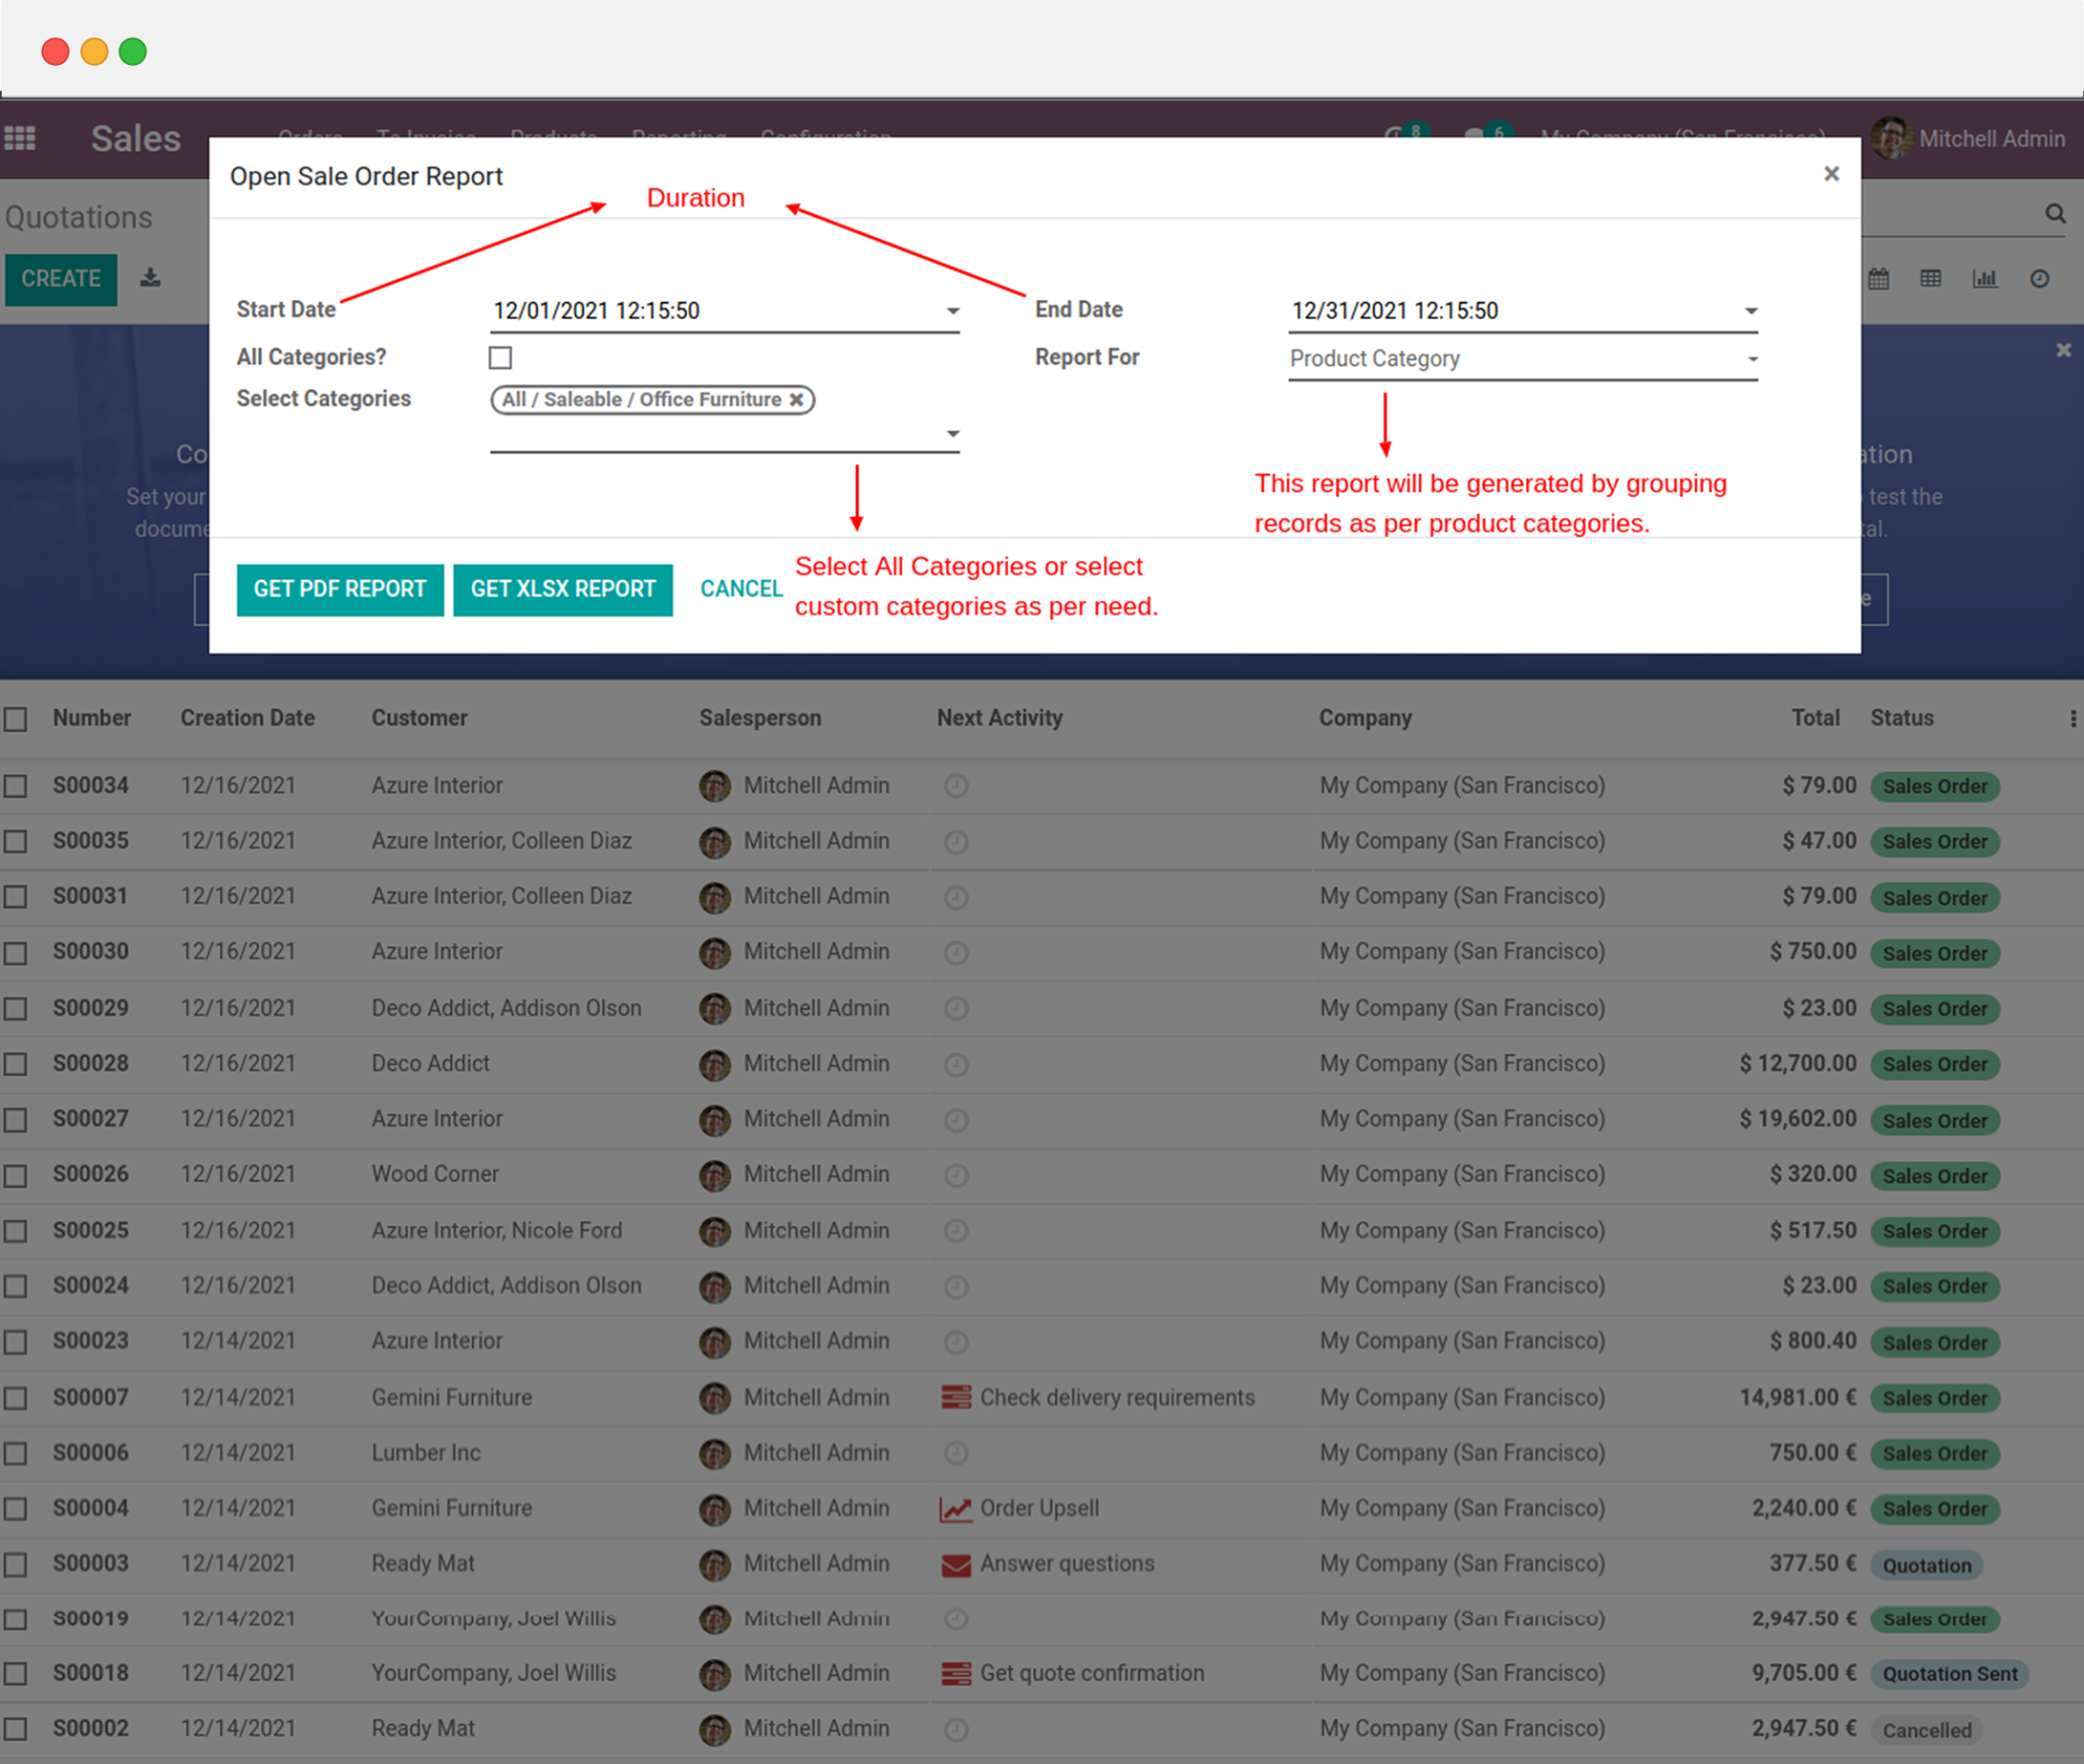 Sales Orders To Invoice Products Reporting Configuration 8 6 My Company (San Francisco) Mitchell Admin
Open Sale Order Report ×
Duration
Quotations
CREATE
Start Date 12/01/2021 12:15:50 End Date 12/31/2021 12:15:50
All Categories? Report For Product Category
Select Categories All / Saleable / Office Furniture ×
This report will be generated by grouping
records as per product categories.
Set your
test the
GET PDF REPORT GET XLSX REPORT CANCEL
Select All Categories or select
custom categories as per need.
Number Creation Date Customer Salesperson Next Activity Company Total Status
S00034 12/16/2021 Azure Interior Mitchell Admin My Company (San Francisco) $ 79.00 Sales Order
S00035 12/16/2021 Azure Interior, Colleen Diaz Mitchell Admin My Company (San Francisco) $ 47.00 Sales Order
S00031 12/16/2021 Azure Interior, Colleen Diaz Mitchell Admin My Company (San Francisco) $ 79.00 Sales Order
S00030 12/16/2021 Azure Interior Mitchell Admin My Company (San Francisco) $ 750.00 Sales Order
S00029 12/16/2021 Deco Addict, Addison Olson Mitchell Admin My Company (San Francisco) $ 23.00 Sales Order
S00028 12/16/2021 Deco Addict Mitchell Admin My Company (San Francisco) $ 12,700.00 Sales Order
S00027 12/16/2021 Azure Interior Mitchell Admin My Company (San Francisco) $ 19,602.00 Sales Order
S00026 12/16/2021 Wood Corner Mitchell Admin My Company (San Francisco) $ 320.00 Sales Order
S00025 12/16/2021 Azure Interior, Nicole Ford Mitchell Admin My Company (San Francisco) $ 517.50 Sales Order
S00024 12/16/2021 Deco Addict, Addison Olson Mitchell Admin My Company (San Francisco) $ 23.00 Sales Order
S00023 12/14/2021 Azure Interior Mitchell Admin My Company (San Francisco) $ 800.40 Sales Order
S00007 12/14/2021 Gemini Furniture Mitchell Admin Check delivery requirements My Company (San Francisco) 14,981.00 € Sales Order
S00006 12/14/2021 Lumber Inc Mitchell Admin My Company (San Francisco) 750.00 € Sales Order
S00004 12/14/2021 Gemini Furniture Mitchell Admin Order Upsell My Company (San Francisco) 2,240.00 € Sales Order
S00003 12/14/2021 Ready Mat Mitchell Admin Answer questions My Company (San Francisco) 377.50 € Quotation
S00019 12/14/2021 YourCompany, Joel Willis Mitchell Admin My Company (San Francisco) 2,947.50 € Sales Order
S00018 12/14/2021 YourCompany, Joel Willis Mitchell Admin Get quote confirmation My Company (San Francisco) 9,705.00 € Quotation Sent
S00002 12/14/2021 Ready Mat Mitchell Admin My Company (San Francisco) 2,947.50 € Cancelled